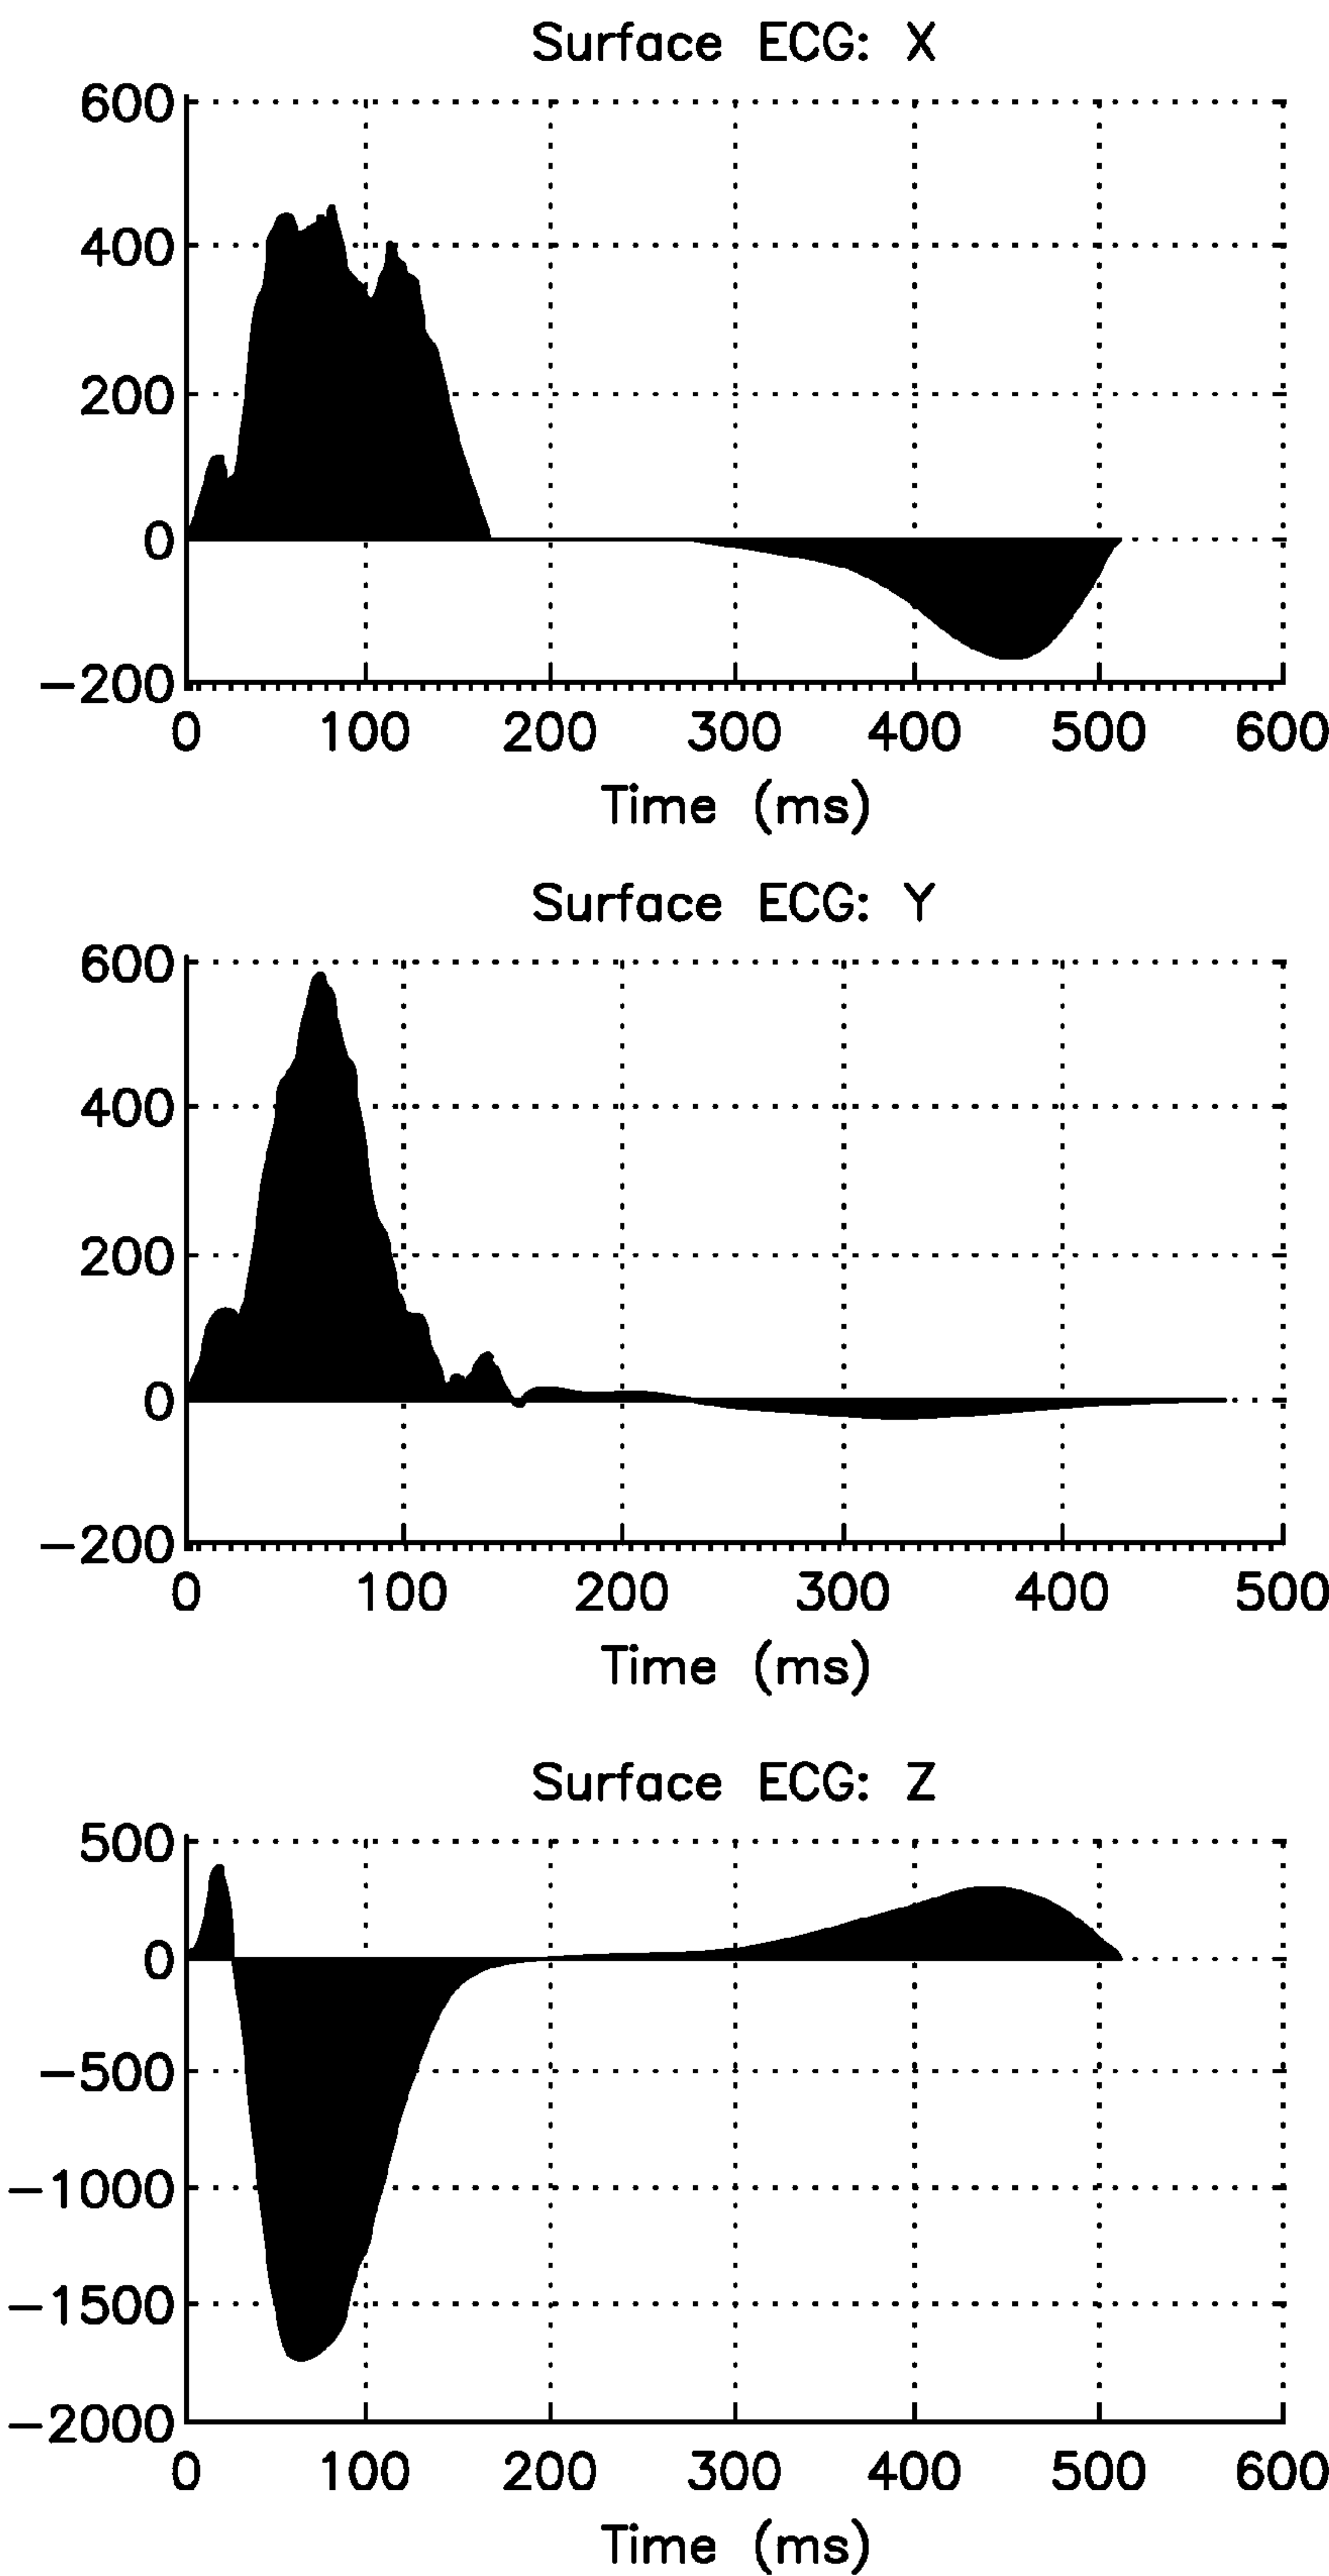 Surface ECG: X
600
400
200
0
−200
0 100 200 300 400 500 600
Time (ms)
Surface ECG: Y
600
400
200
0
−200
0 100 200 300 400 500
Time (ms)
Surface ECG: Z
500
0
−500
−1000
−1500
−2000
0 100 200 300 400 500 600
Time (ms)